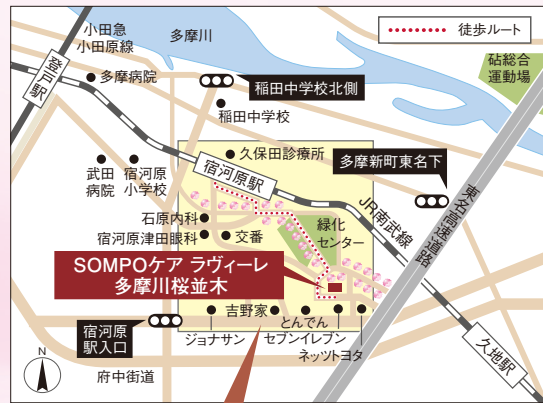 小田急
小田原線
多摩川
徒歩ルート
砧総合
運動場
登戸駅
多摩病院
稲田中学校北側
稲田中学校
久保田診療所
多摩新町東名下
武田
病院
宿河原
小学校
宿河原駅
東名高速道路
JR南武線
石原内科
宿河原津田眼科
交番
緑化
センター
SOMPOケア ラヴィーレ
多摩川桜並木
吉野家
とんでん
宿河原
駅入口
ジョナサン
セブンイレブン
ネッツトヨタ
久地駅
N
府中街道